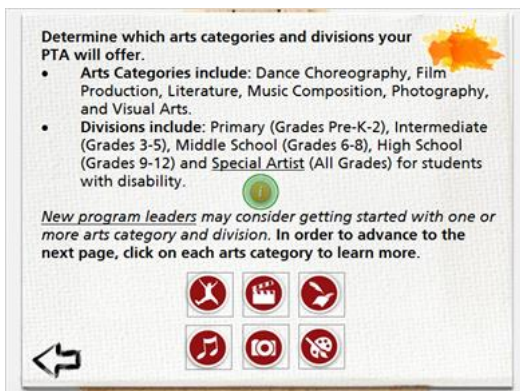 Determine which arts categories and divisions your
PTA will offer.
• Arts Categories include: Dance Choreography, Film
Production, Literature, Music Composition, Photography,
and Visual Arts.
• Divisions include: Primary (Grades Pre-K-2), Intermediate
(Grades 3-5), Middle School (Grades 6-8), High School
(Grades 9-12) and Special Artist (All Grades) for students
with disability.
i
New program leaders may consider getting started with one or
more arts category and division. In order to advance to the
next page, click on each arts category to learn more.